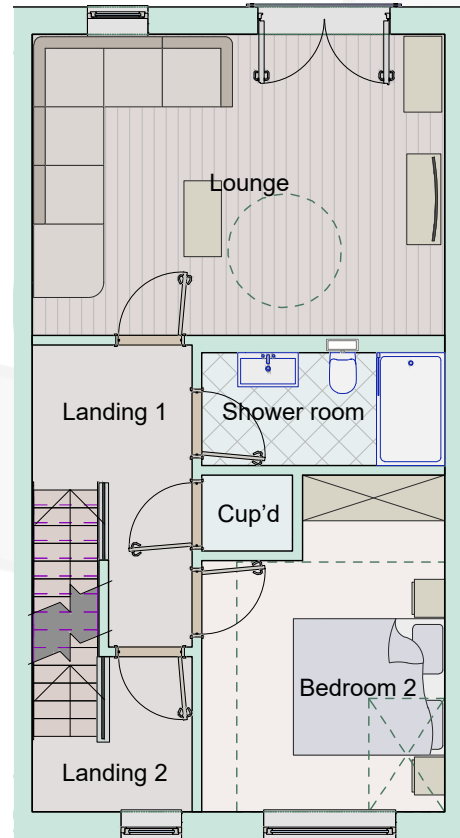 Lounge
Landing 1
Shower room
Cup’d
Bedroom 2
Landing 2